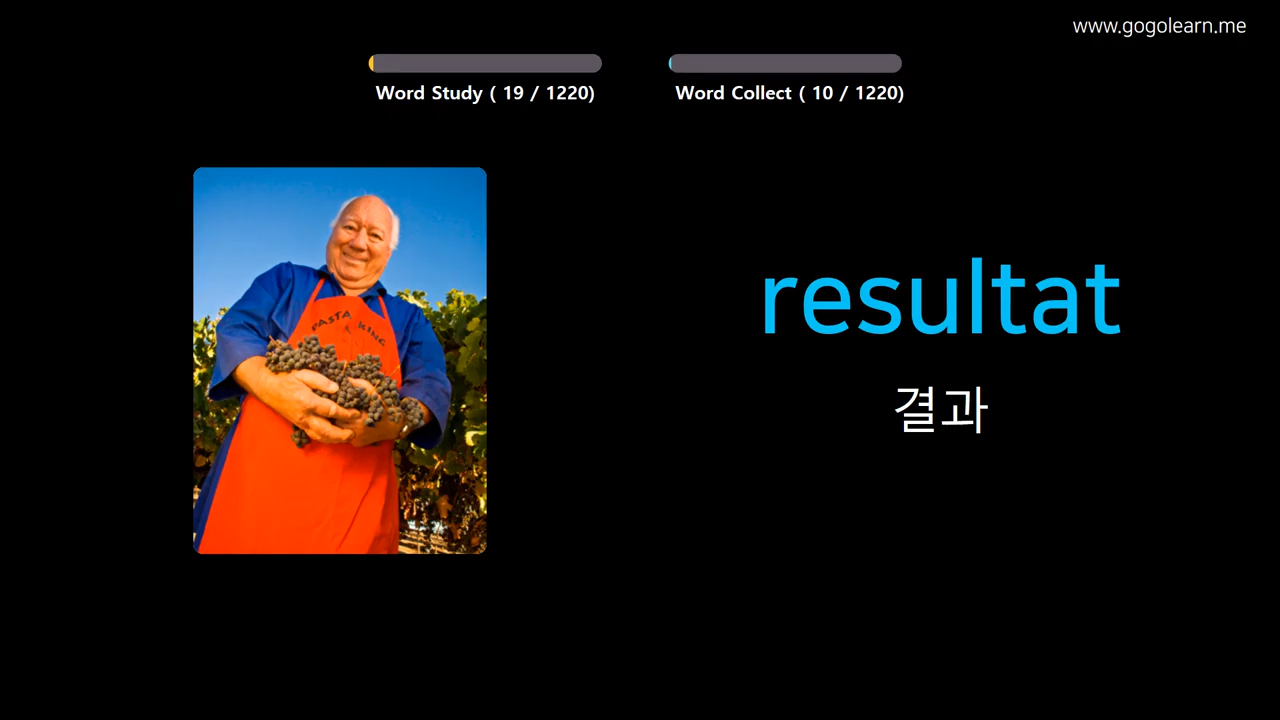 www.gogolearn.me
Word Study ( 19 / 1220)
Word Collect ( 10 / 1220)
PASTA KING
resultat
결과